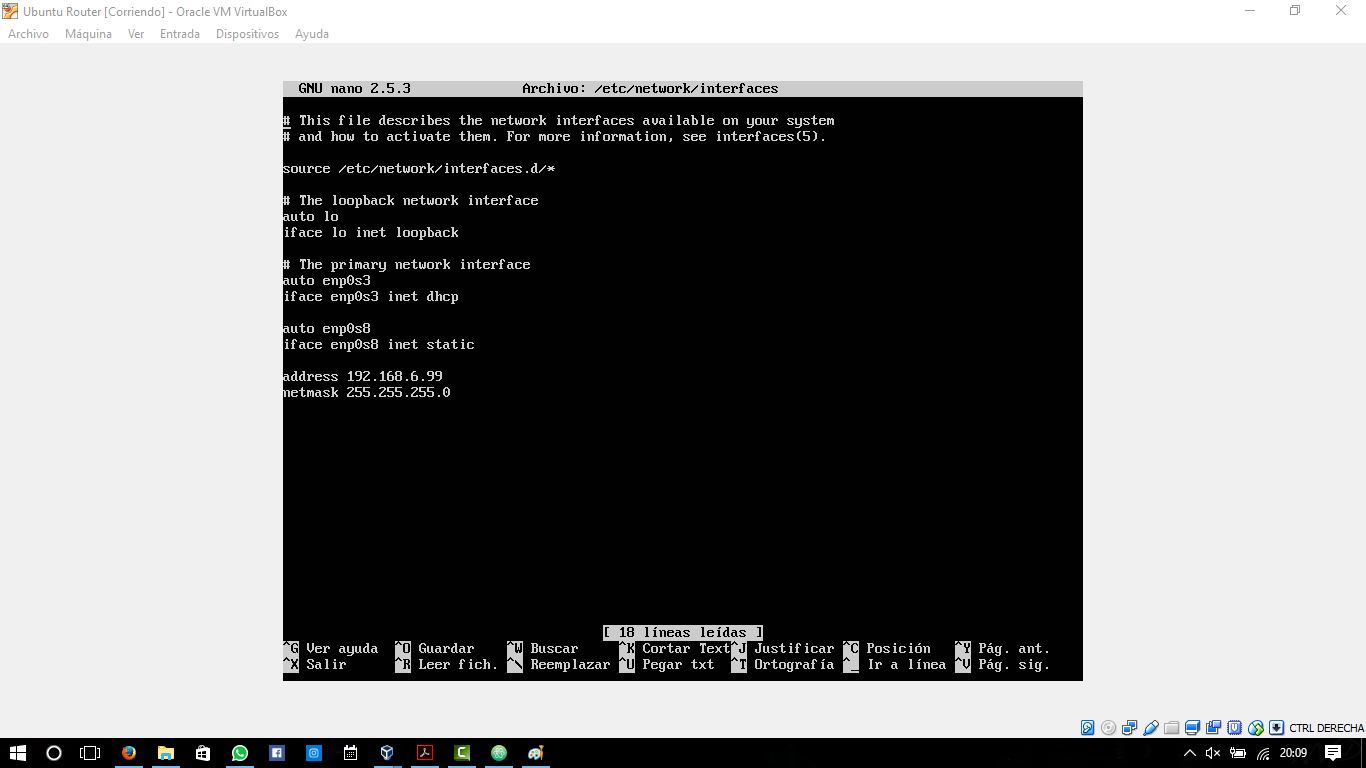 Ubuntu Router [Corriendo] - Oracle VM VirtualBox
Archivo Máquina Ver Entrada Dispositivos Ayuda
GNU nano 2.5.3 Archivo: /etc/network/interfaces
# This file describes the network interfaces available on your system
# and how to activate them. For more information, see interfaces(5).
source /etc/network/interfaces.d/*
# The loopback network interface
auto lo
iface lo inet loopback
# The primary network interface
auto enp0s3
iface enp0s3 inet dhcp
auto enp0s8
iface enp0s8 inet static
address 192.168.6.99
netmask 255.255.255.0
[ 18 líneas leídas ]
^G Ver ayuda ^O Guardar ^W Buscar ^K Cortar Text ^J Justificar ^C Posición ^Y Pág. ant.
^X Salir ^R Leer fich. ^\ Reemplazar ^U Pegar txt ^T Ortografía ^_ Ir a línea ^V Pág. sig.
CTRL DERECHA
20:09